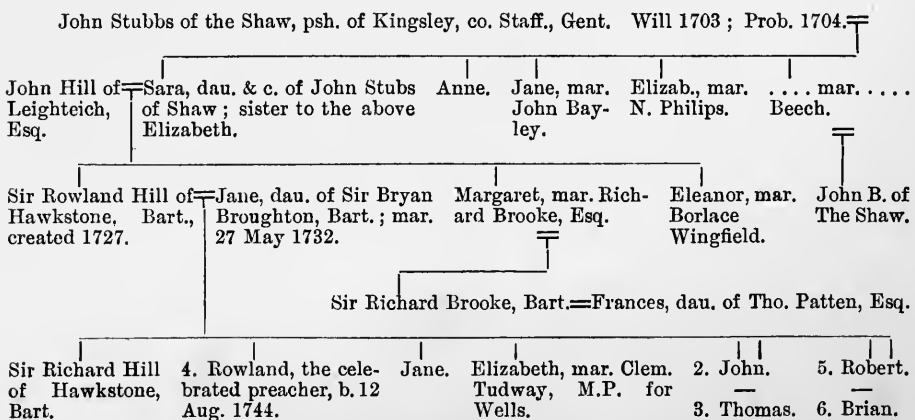 John Stubbs of the Shaw, psh. of Kingsley, co. Staff., Gent. Will 1703 ; Prob. 1704.
John Hill of Leighteich, Esq.
Sara, dau. & c. of John Stubs of Shaw ; sister to the above Elizabeth.
Anne.
Jane, mar. John Bayley.
Elizab., mar. N. Philips.
. . . . mar. . . . . . Beech.
Sir Rowland Hill of Hawkstone, Bart., created 1727.
Jane, dau. of Sir Bryan Broughton, Bart. ; mar. 27 May 1732.
Margaret, mar. Richard Brooke, Esq.
Eleanor, mar. Borlace Wingfield.
John B. of The Shaw.
Sir Richard Brooke, Bart.=Frances, dau. of Tho. Patten, Esq.
Sir Richard Hill of Hawkstone, Bart.
4. Rowland, the celebrated preacher, b. 12 Aug. 1744.
Jane.
Elizabeth, mar. Clem. Tudway, M.P. for Wells.
2. John.
3. Thomas.
5. Robert.
6. Brian.